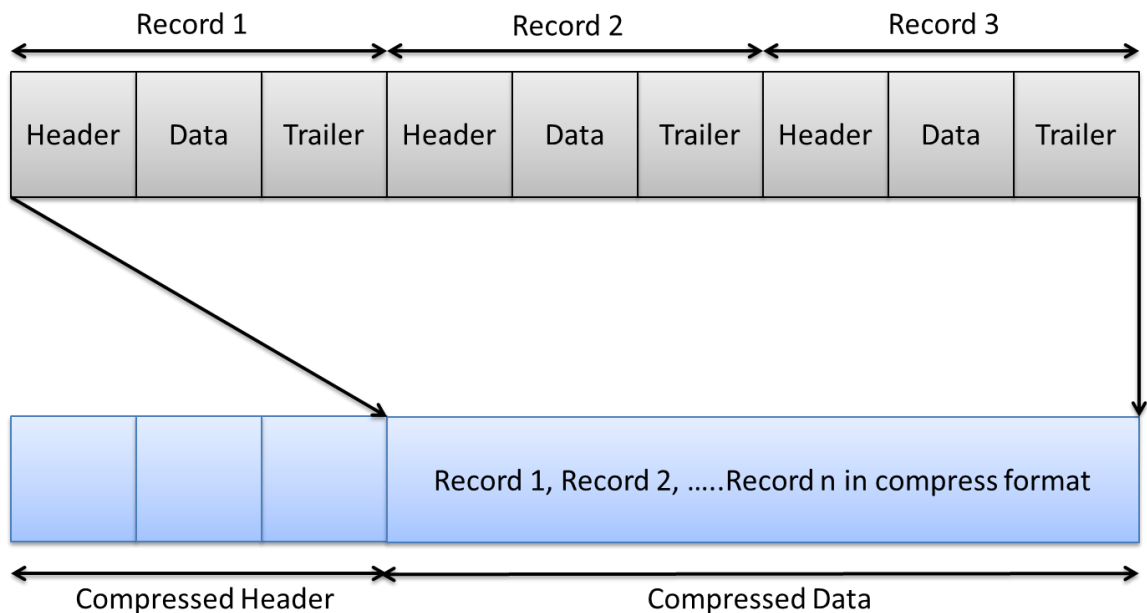 Record 1 Record 2 Record 3
Header Data Trailer Header Data Trailer Header Data Trailer
Record 1, Record 2, .....Record n in compress format
Compressed Header Compressed Data